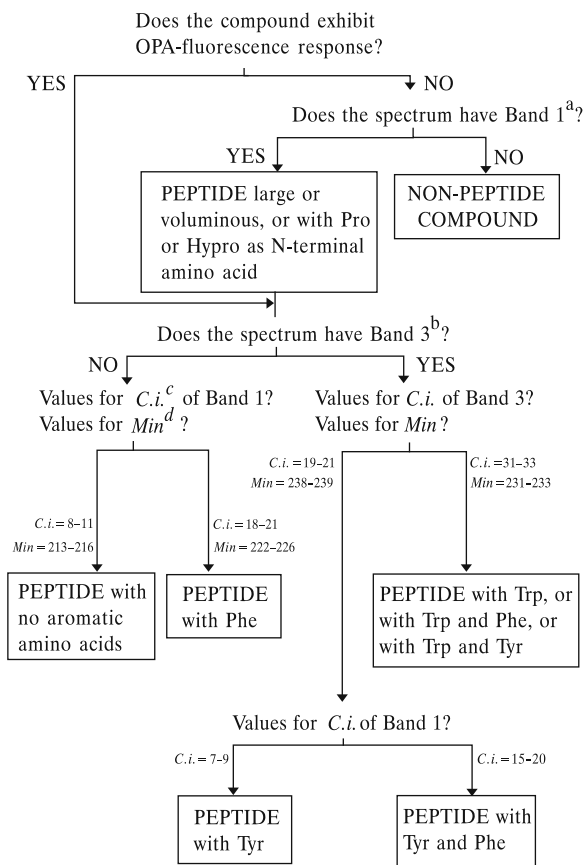 Does the compound exhibit
OPA-fluorescence response?
YES
NO
Does the spectrum have Band 1a?
YES
NO
PEPTIDE large or
voluminous, or with Pro
or Hypro as N-terminal
amino acid
NON-PEPTIDE
COMPOUND
Does the spectrum have Band 3b?
NO
YES
Values for C.i.c of Band 1?
Values for Min d ?
Values for C.i. of Band 3?
Values for Min?
C.i.=19–21
Min=238–239
C.i.=31–33
Min=231–233
C.i.=8–11
Min=213–216
C.i.=18–21
Min=222–226
PEPTIDE with
no aromatic
amino acids
PEPTIDE
with Phe
PEPTIDE with Trp, or
with Trp and Phe, or
with Trp and Tyr
Values for C.i. of Band 1?
C.i.=7–9
C.i.=15–20
PEPTIDE
with Tyr
PEPTIDE with
Tyr and Phe